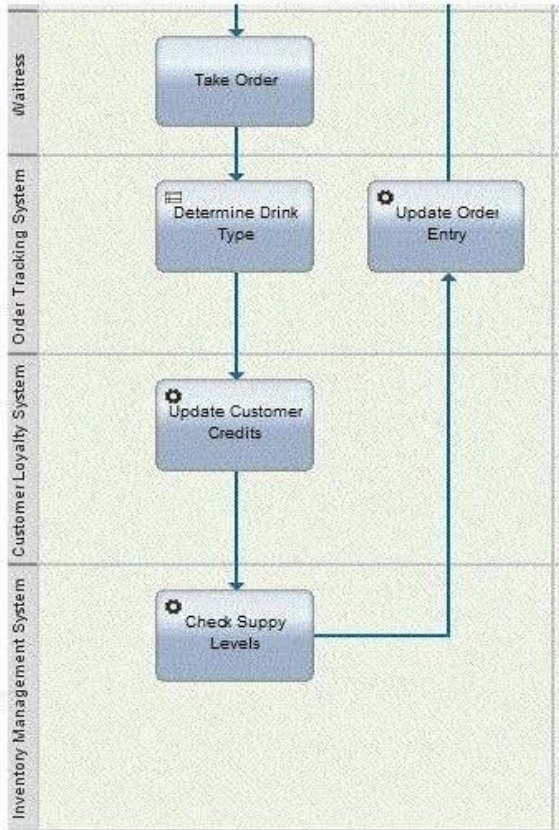 Waitress
Take Order
Order Tracking System
Determine Drink
Type
Update Order
Entry
Customer Loyalty System
Update Customer
Credits
Inventory Management System
Check Suppy
Levels